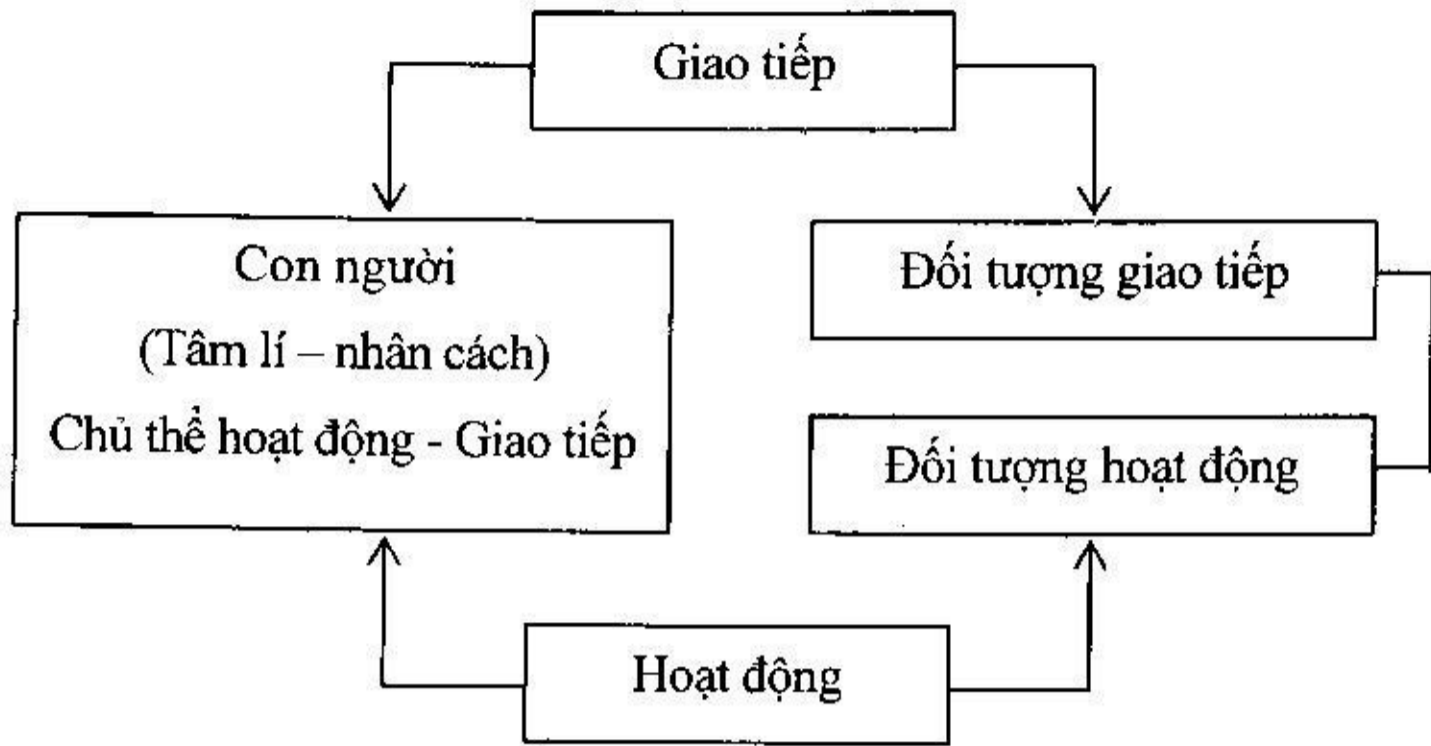 Giao tiếp
Con người
(Tâm lí – nhân cách)
Chủ thể hoạt động - Giao tiếp
Đối tượng giao tiếp
Đối tượng hoạt động
Hoạt động